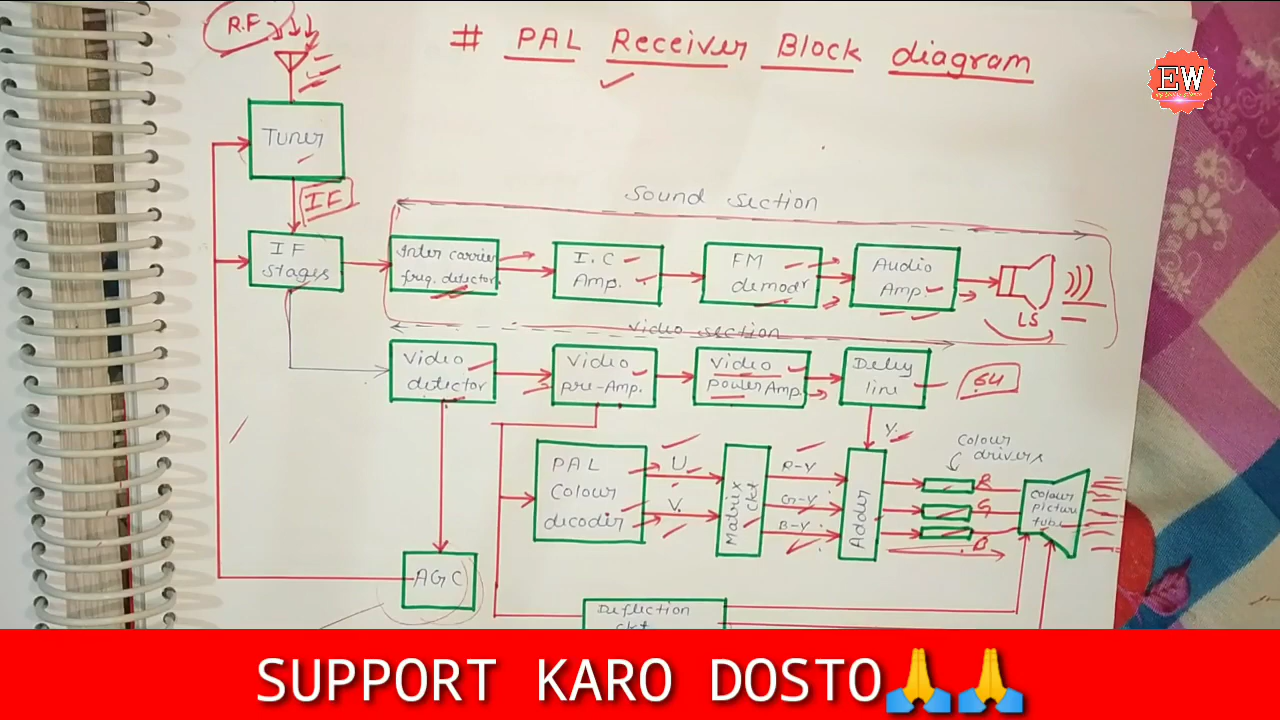 R.F
# PAL Receiver Block diagram
EW
Tuner
IF
Sound section
IF
stages
Inter carrier
freq. detector
I.C
Amp.
FM
demodr
Audio
Amp.
LS
Video section
Video
detector
Video
pre-Amp.
Video
power Amp.
Delay
line
64
Y
Colour
drivers
PAL
Colour
decoder
U
V
Matrix
ckt
R-Y
G-Y
B-Y
Adder
R
G
B
Colour
picture
tube
AGC
Deflection
ckt
SUPPORT KARO DOSTO🙏🙏